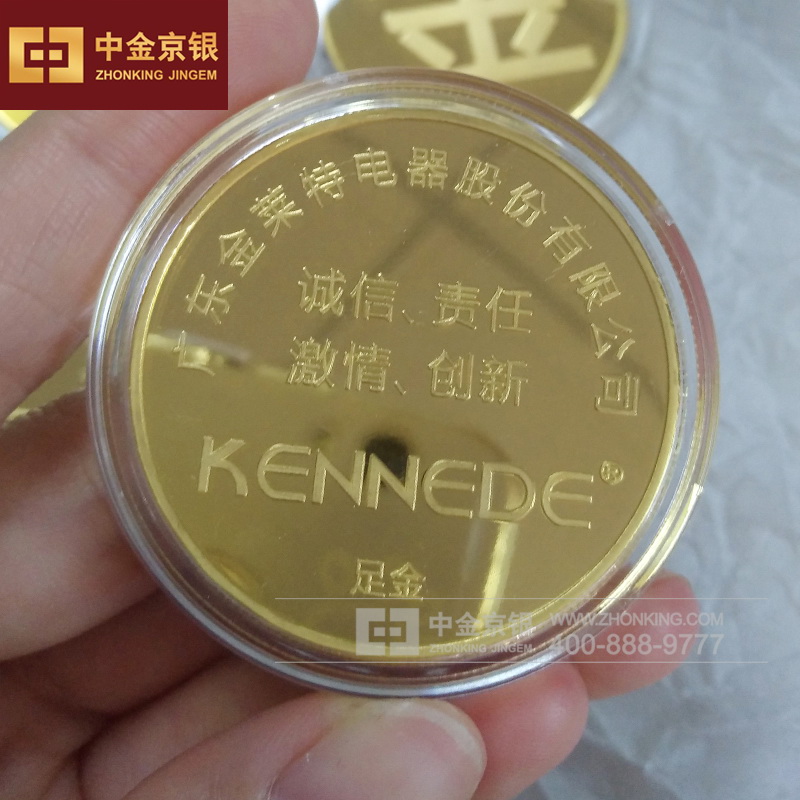 中金京银
ZHONKING JINGEM
广东金莱特电器股份有限公司
诚信、责任
激情、创新
KENNEDE®
足金
中金京银
ZHONKING JINGEM
WWW.ZHONKING.COM
400-888-9777